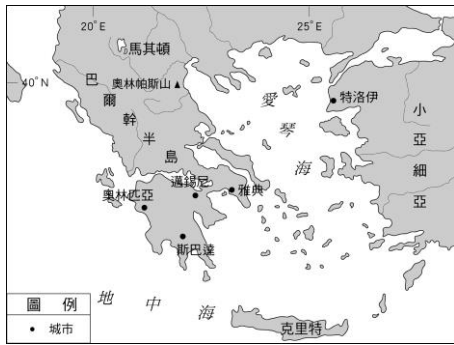 20°E
25°E
40°N
馬其頓
奧林帕斯山
巴爾幹半島
愛琴海
特洛伊
小亞細亞
邁錫尼
雅典
奧林匹亞
斯巴達
地中海
克里特
圖例
城市